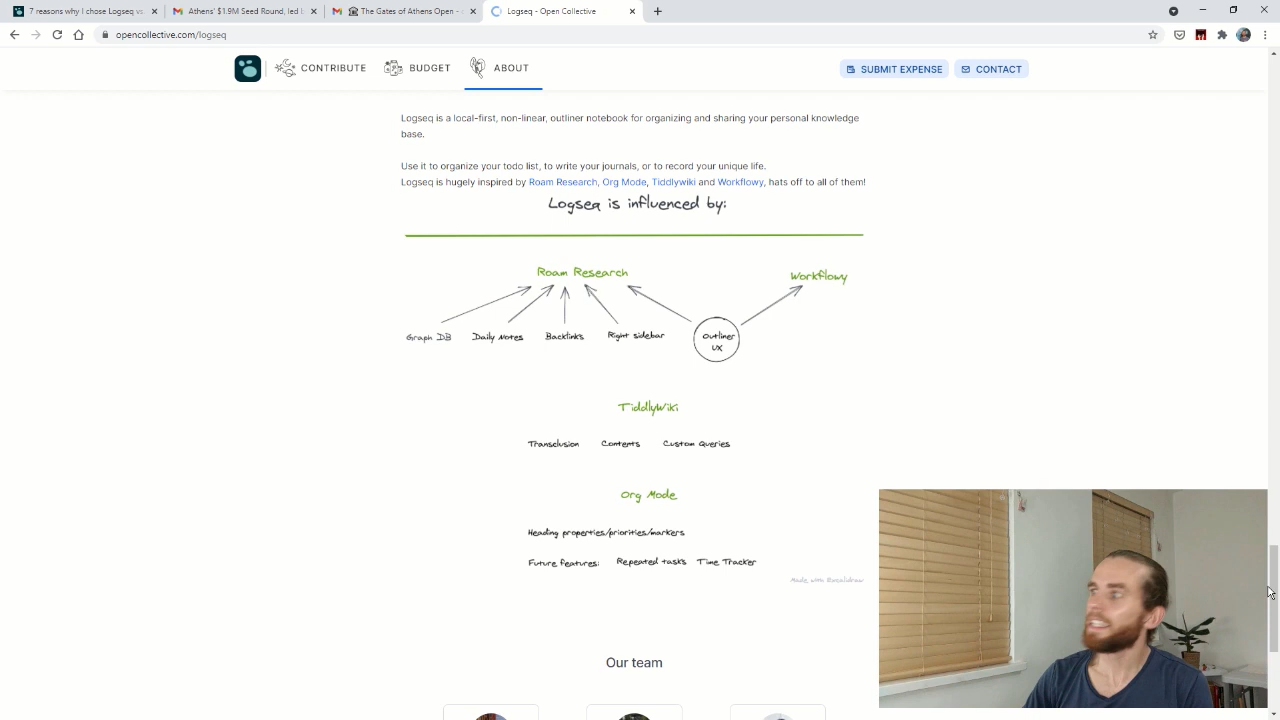 7 reasons why I chose Logseq vs.
Athens' $1.9M Seed Round, led
The Gates of Athens Open -
Logseq - Open Collective
opencollective.com/logseq
CONTRIBUTE
BUDGET
ABOUT
SUBMIT EXPENSE
CONTACT
Logseq is a local-first, non-linear, outliner notebook for organizing and sharing your personal knowledge
base.
Use it to organize your todo list, to write your journals, or to record your unique life.
Logseq is hugely inspired by Roam Research, Org Mode, Tiddlywiki and Workflowy, hats off to all of them!
Logseq is influenced by:
Roam Research
Workflowy
Graph DB
Daily Notes
Backlinks
Right sidebar
Outliner
UX
TiddlyWiki
Transclusion
Contents
Custom Queries
Org Mode
Heading properties/priorities/markers
Future features:
Repeated tasks
Time Tracker
Made with Excalidraw
Our team